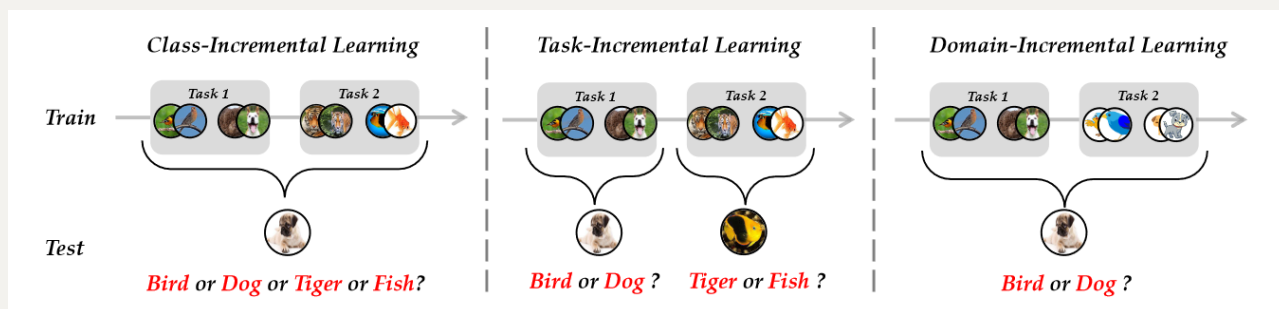 Class-Incremental Learning
Task-Incremental Learning
Domain-Incremental Learning
Train
Task 1
Task 2
Task 1
Task 2
Task 1
Task 2
Test
Bird or Dog or Tiger or Fish?
Bird or Dog ?
Tiger or Fish ?
Bird or Dog ?